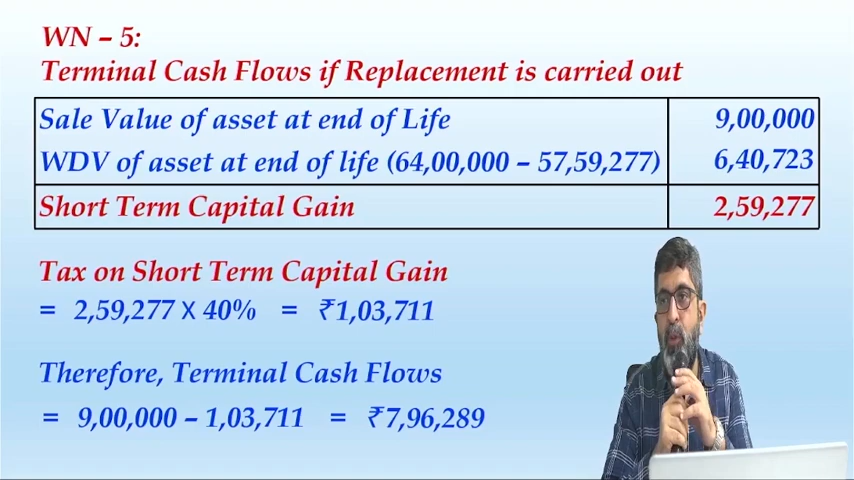 WN – 5:
Terminal Cash Flows if Replacement is carried out
Sale Value of asset at end of Life 9,00,000
WDV of asset at end of life (64,00,000 – 57,59,277) 6,40,723
Short Term Capital Gain 2,59,277
Tax on Short Term Capital Gain
= 2,59,277 X 40% = ₹1,03,711
Therefore, Terminal Cash Flows
= 9,00,000 – 1,03,711 = ₹7,96,289